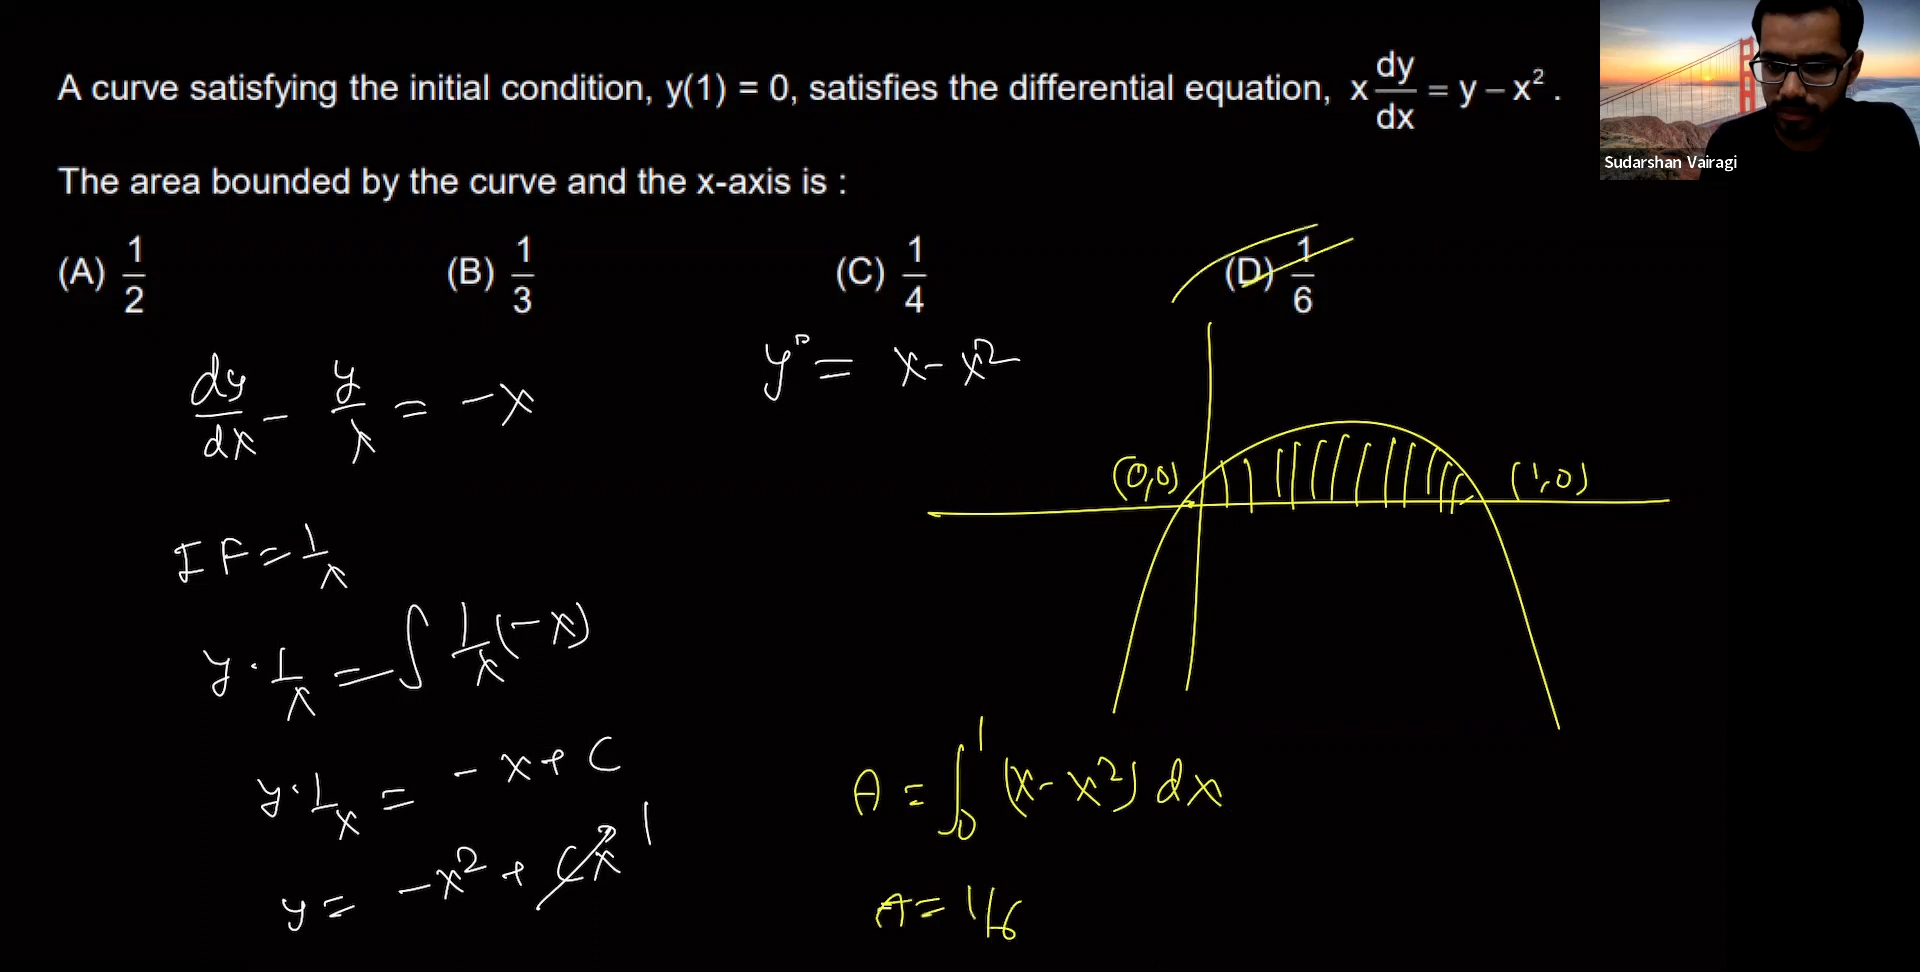 A curve satisfying the initial condition, y(1) = 0, satisfies the differential equation, x dy/dx = y – x².
Sudarshan Vairagi
The area bounded by the curve and the x-axis is :
(A) 1/2 (B) 1/3 (C) 1/4 (D) 1/6
dy/dx - y/x = -x
IF = 1/x
y · 1/x = ∫ 1/x (-x)
y · 1/x = -x + C
y = -x² + Cx 1
y = x - x²
(0,0) (1,0)
A = ∫₀¹ (x - x²) dx
A = 1/6